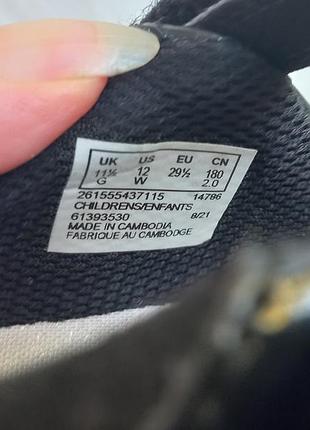 UK US EU CN
11½ 12 29½ 180
G W 2.0
261555437115 14786
CHILDRENS/ENFANTS
61393530 8/21
MADE IN CAMBODIA
FABRIQUE AU CAMBODGE